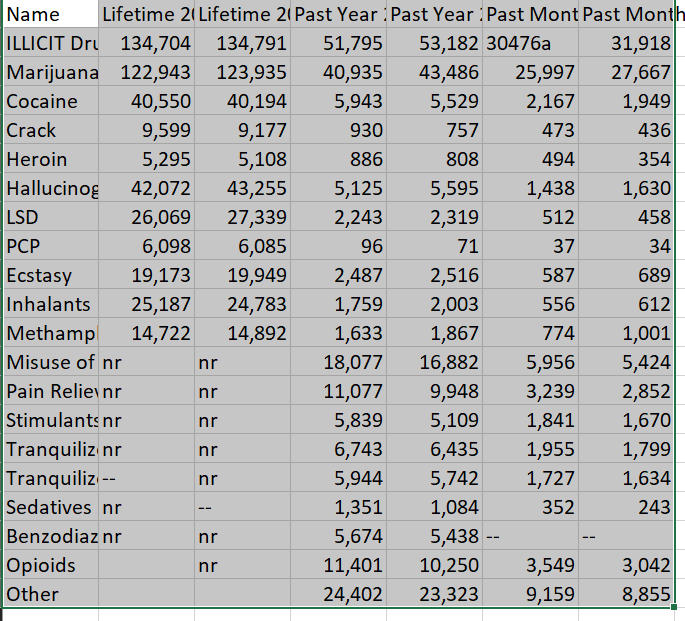 Name Lifetime 20 Lifetime 20 Past Year Past Year Past Mont Past Month
ILLICIT Dru 134,704 134,791 51,795 53,182 30476a 31,918
Marijuana 122,943 123,935 40,935 43,486 25,997 27,667
Cocaine 40,550 40,194 5,943 5,529 2,167 1,949
Crack 9,599 9,177 930 757 473 436
Heroin 5,295 5,108 886 808 494 354
Hallucinog 42,072 43,255 5,125 5,595 1,438 1,630
LSD 26,069 27,339 2,243 2,319 512 458
PCP 6,098 6,085 96 71 37 34
Ecstasy 19,173 19,949 2,487 2,516 587 689
Inhalants 25,187 24,783 1,759 2,003 556 612
Methampl 14,722 14,892 1,633 1,867 774 1,001
Misuse of nr nr 18,077 16,882 5,956 5,424
Pain Reliev nr nr 11,077 9,948 3,239 2,852
Stimulants nr nr 5,839 5,109 1,841 1,670
Tranquiliz nr nr 6,743 6,435 1,955 1,799
Tranquiliz -- nr 5,944 5,742 1,727 1,634
Sedatives nr -- 1,351 1,084 352 243
Benzodiaz nr nr 5,674 5,438 -- --
Opioids nr 11,401 10,250 3,549 3,042
Other 24,402 23,323 9,159 8,855